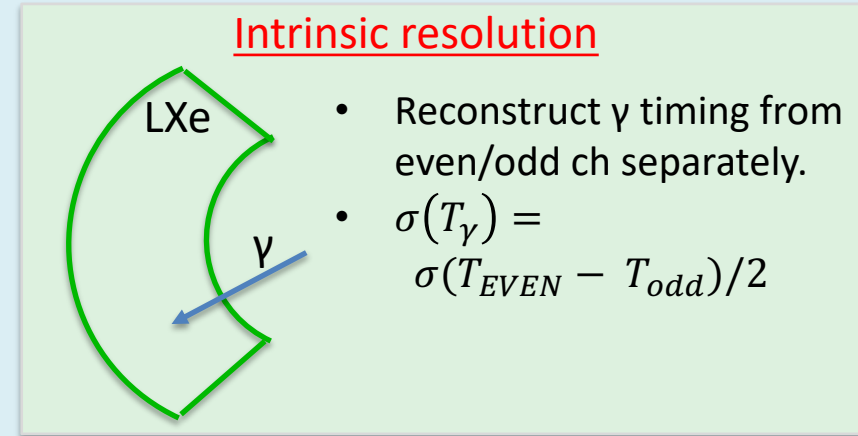 Intrinsic resolution
LXe
γ
• Reconstruct γ timing from
even/odd ch separately.
• σ(T_γ) =
σ(T_EVEN − T_odd)/2